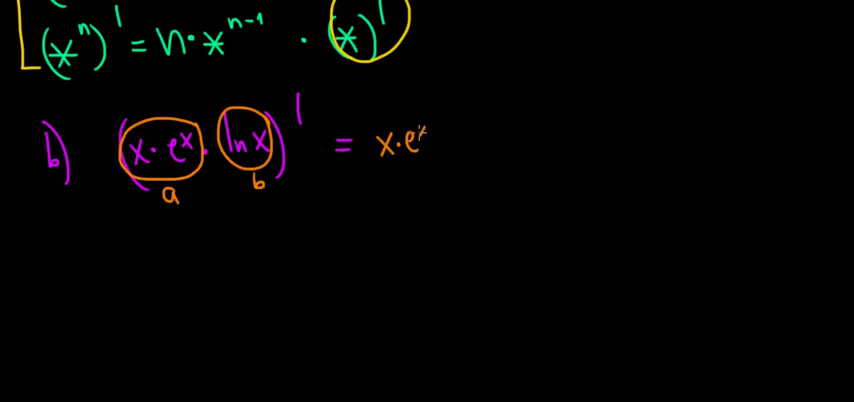 (*ⁿ)' = n·*ⁿ⁻¹ · (*)'
b) (x·eˣ · ln x)' = x·eˣ
a b